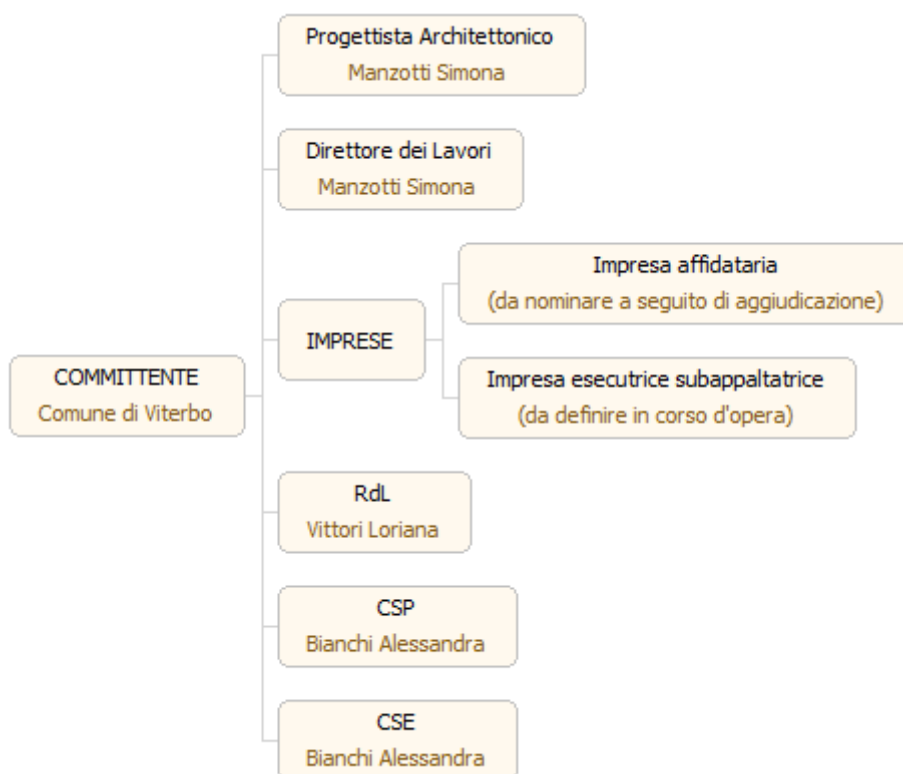 Progettista Architettonico
Manzotti Simona
Direttore dei Lavori
Manzotti Simona
Impresa affidataria
(da nominare a seguito di aggiudicazione)
IMPRESE
COMMITTENTE
Comune di Viterbo
Impresa esecutrice subappaltatrice
(da definire in corso d'opera)
RdL
Vittori Loriana
CSP
Bianchi Alessandra
CSE
Bianchi Alessandra